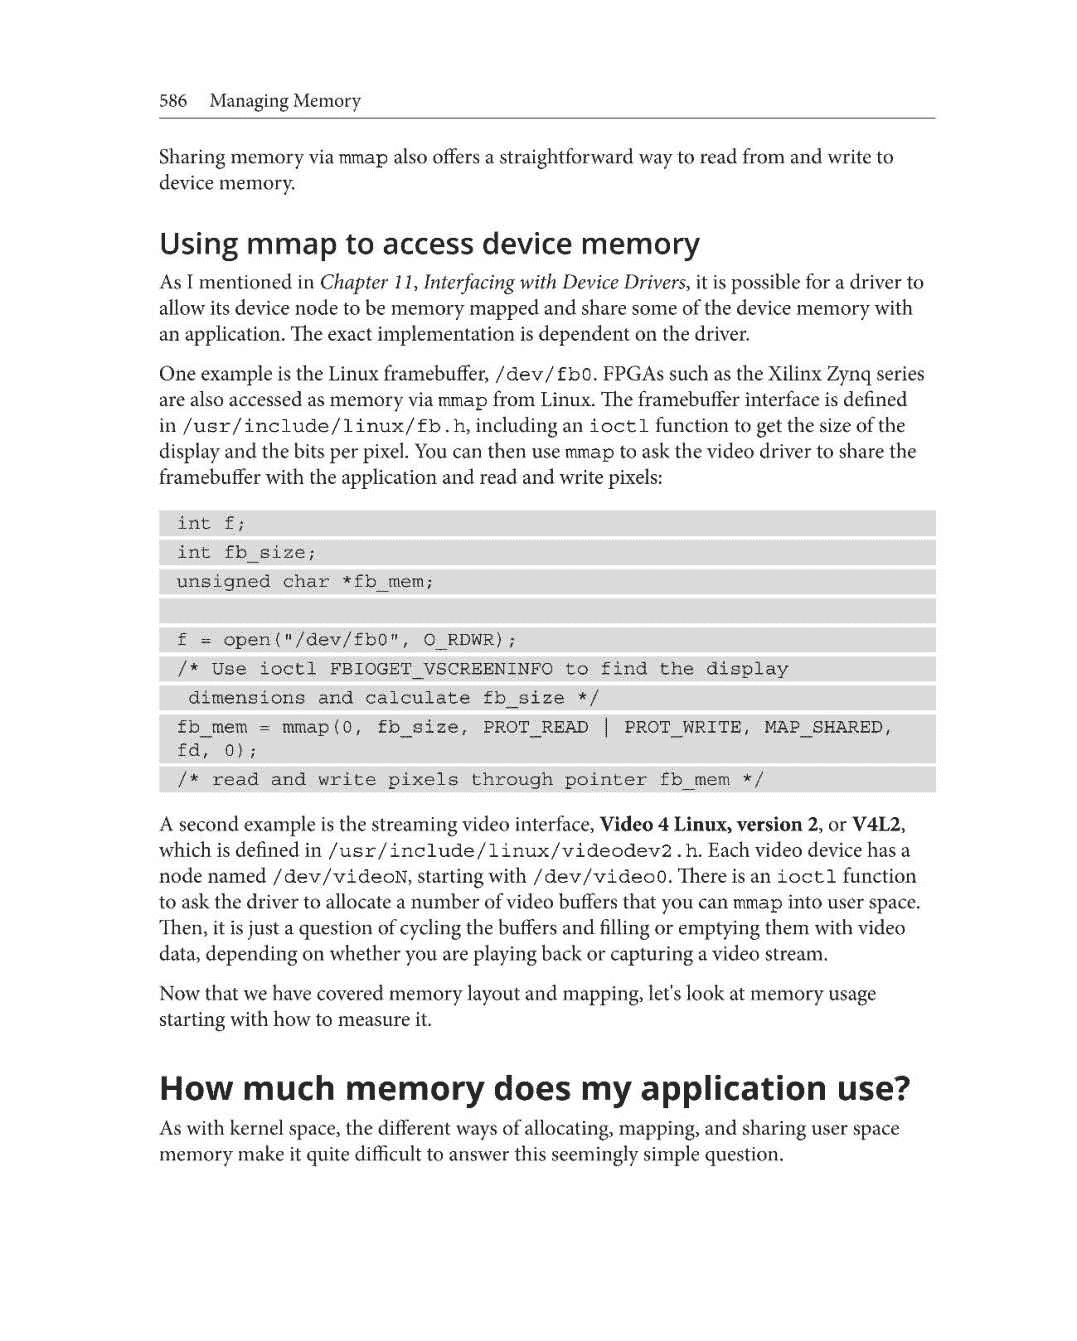 586 Managing Memory
Sharing memory via mmap also offers a straightforward way to read from and write to
device memory.
Using mmap to access device memory
As I mentioned in Chapter 11, Interfacing with Device Drivers, it is possible for a driver to
allow its device node to be memory mapped and share some of the device memory with
an application. The exact implementation is dependent on the driver.
One example is the Linux framebuffer, /dev/fb0. FPGAs such as the Xilinx Zynq series
are also accessed as memory via mmap from Linux. The framebuffer interface is defined
in /usr/include/linux/fb.h, including an ioctl function to get the size of the
display and the bits per pixel. You can then use mmap to ask the video driver to share the
framebuffer with the application and read and write pixels:
int f;
int fb_size;
unsigned char *fb_mem;
f = open("/dev/fb0", O_RDWR);
/* Use ioctl FBIOGET_VSCREENINFO to find the display
dimensions and calculate fb_size */
fb_mem = mmap(0, fb_size, PROT_READ | PROT_WRITE, MAP_SHARED,
fd, 0);
/* read and write pixels through pointer fb_mem */
A second example is the streaming video interface, Video 4 Linux, version 2, or V4L2,
which is defined in /usr/include/linux/videodev2.h. Each video device has a
node named /dev/videoN, starting with /dev/video0. There is an ioctl function
to ask the driver to allocate a number of video buffers that you can mmap into user space.
Then, it is just a question of cycling the buffers and filling or emptying them with video
data, depending on whether you are playing back or capturing a video stream.
Now that we have covered memory layout and mapping, let's look at memory usage
starting with how to measure it.
How much memory does my application use?
As with kernel space, the different ways of allocating, mapping, and sharing user space
memory make it quite difficult to answer this seemingly simple question.